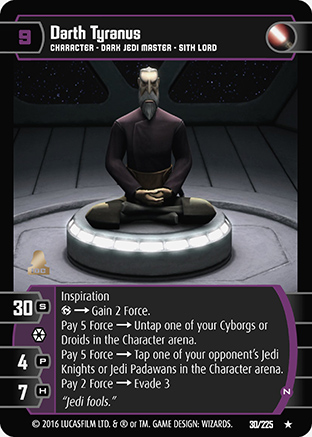 9 Darth Tyranus
CHARACTER - DARK JEDI MASTER - SITH LORD
Inspiration
→ Gain 2 Force.
Pay 5 Force → Untap one of your Cyborgs or
Droids in the Character arena.
Pay 5 Force → Tap one of your opponent's Jedi
Knights or Jedi Padawans in the Character arena.
Pay 2 Force → Evade 3
"Jedi fools."
30 S
4 P
7 H
N
© 2016 LUCASFILM LTD. & ® or TM. GAME DESIGN: WIZARDS. 30/225 ★